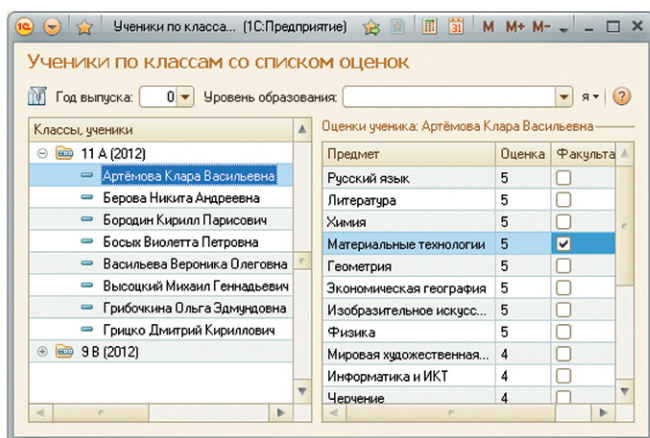 Ученики по класса... (1С:Предприятие) M M+ M-
Ученики по классам со списком оценок
Год выпуска: 0 Уровень образования: я
Классы, ученики
11 А (2012)
Артёмова Клара Васильевна
Берова Никита Андреевна
Бородин Кирилл Парисович
Босых Виолетта Петровна
Васильева Вероника Олеговна
Высоцкий Михаил Геннадьевич
Грибочкина Ольга Эдмундовна
Грицко Дмитрий Кириллович
9 В (2012)
Оценки ученика: Артёмова Клара Васильевна
Предмет Оценка Факульта
Русский язык 5
Литература 5
Химия 5
Материальные технологии 5
Геометрия 5
Экономическая география 5
Изобразительное искусс... 5
Физика 5
Мировая художественная... 4
Информатика и ИКТ 4
Черчение 4